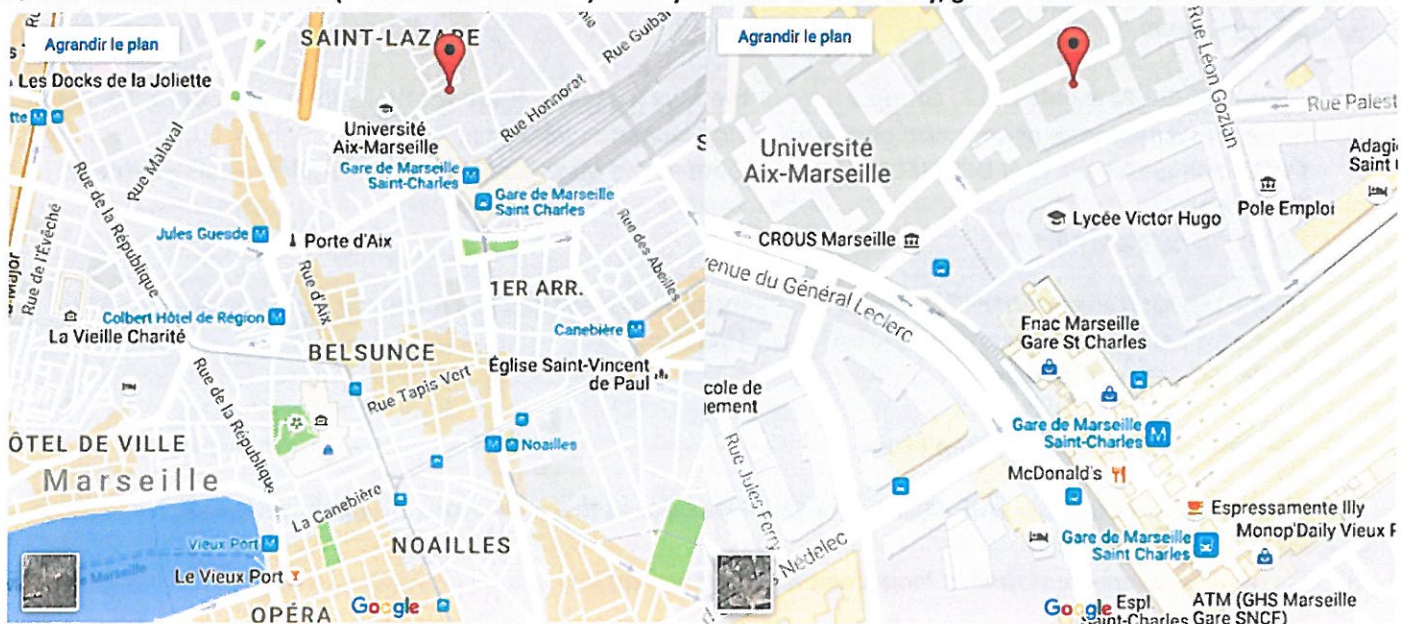 Agrandir le plan
SAINT-LAZARE
Rue Guibal
Les Docks de la Joliette
Rue Honnorat
Université
Aix-Marseille
Rue Malaval
Gare de Marseille
Saint-Charles
Gare de Marseille
Saint Charles
Rue de la République
Rue de l'Évêché
Jules Guesde
Porte d'Aix
Rue des Abeilles
Rue d'Aix
1ER ARR.
Colbert Hôtel de Région
La Vieille Charité
Canebière
BELSUNCE
Église Saint-Vincent
de Paul
Rue Tapis Vert
Rue de la République
ÔTEL DE VILLE
Noailles
Marseille
La Canebière
Vieux Port
NOAILLES
Le Vieux Port
OPÉRA
Google
Agrandir le plan
Rue Léon Gozlan
Rue Palest
Université
Aix-Marseille
Adagi
Saint
Pole Emploi
Lycée Victor Hugo
CROUS Marseille
venue du Général Leclerc
Fnac Marseille
Gare St Charles
cole de
gement
Gare de Marseille
Saint-Charles
Rue Jules Ferry
McDonald's
Espressamente Illy
Monop'Daily Vieux P
Gare de Marseille
Saint Charles
s Nédelec
Google
Espl.
Saint-Charles
ATM (GHS Marseille
Gare SNCF)